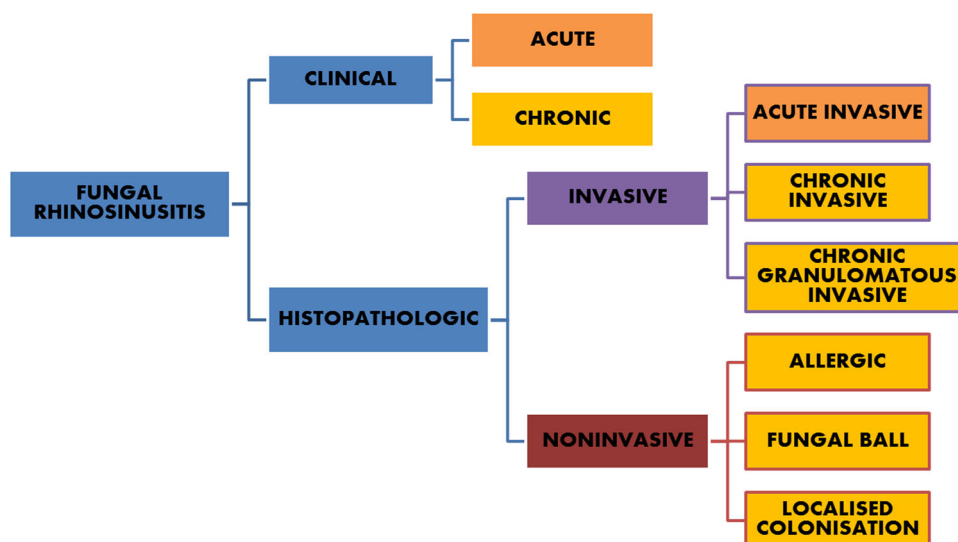 FUNGAL
RHINOSINUSITIS
CLINICAL
ACUTE
CHRONIC
HISTOPATHOLOGIC
INVASIVE
ACUTE INVASIVE
CHRONIC
INVASIVE
CHRONIC
GRANULOMATOUS
INVASIVE
NONINVASIVE
ALLERGIC
FUNGAL BALL
LOCALISED
COLONISATION